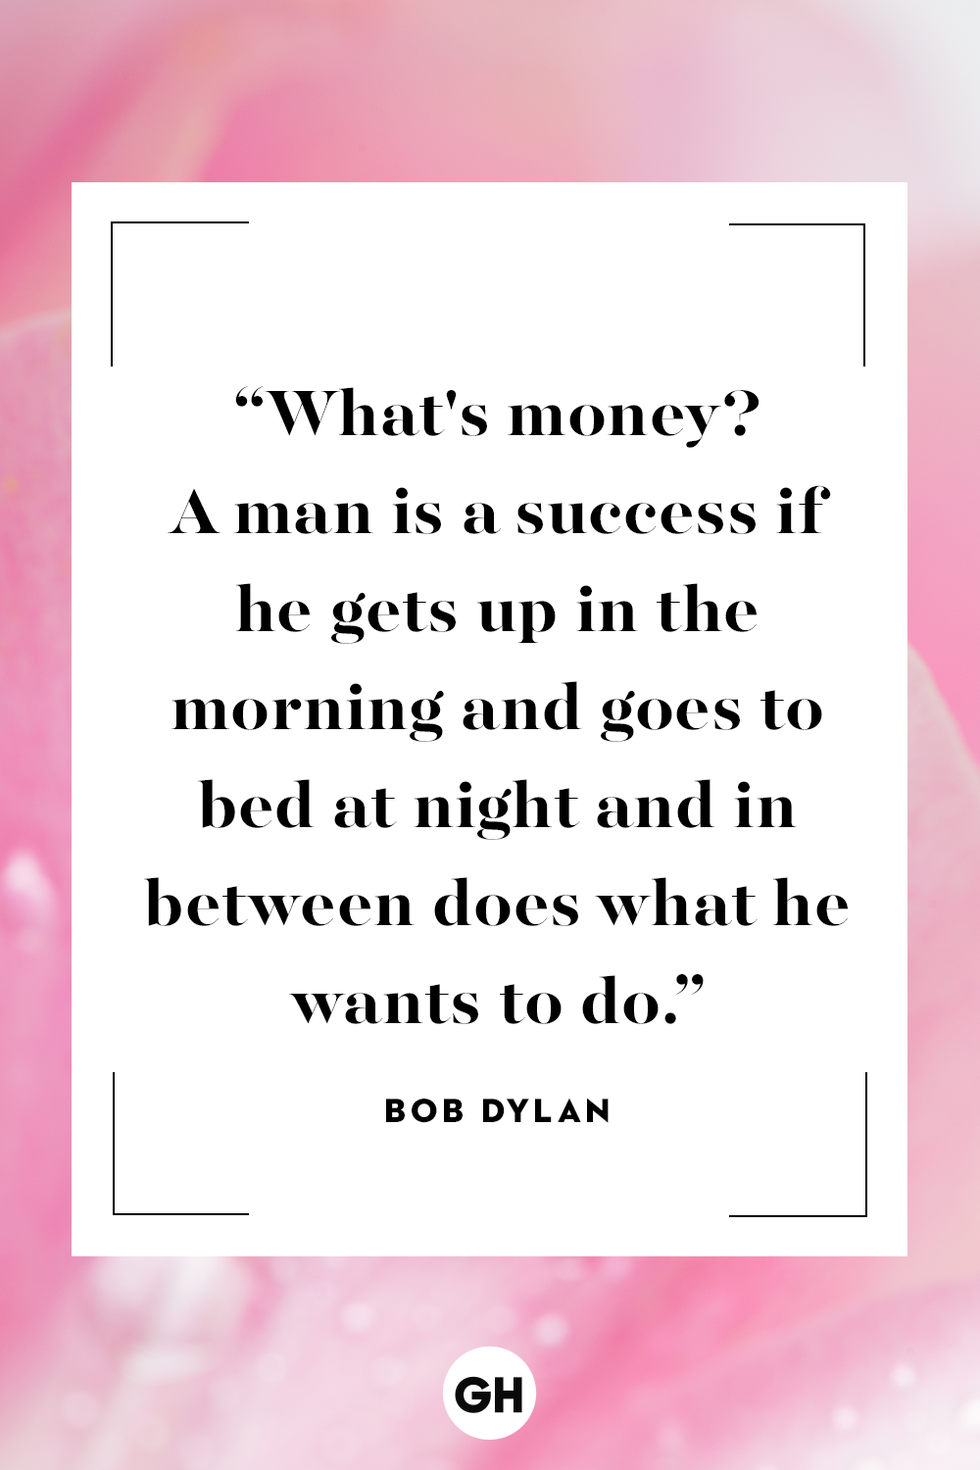 “What's money?
A man is a success if
he gets up in the
morning and goes to
bed at night and in
between does what he
wants to do.”
BOB DYLAN
GH